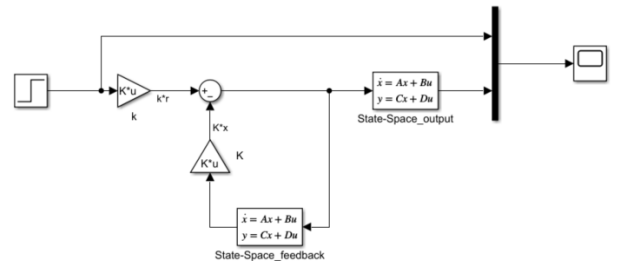 K*u
k*r
k
+
−
ẋ = Ax + Bu
y = Cx + Du
State-Space_output
K*x
K*u
K
ẋ = Ax + Bu
y = Cx + Du
State-Space_feedback